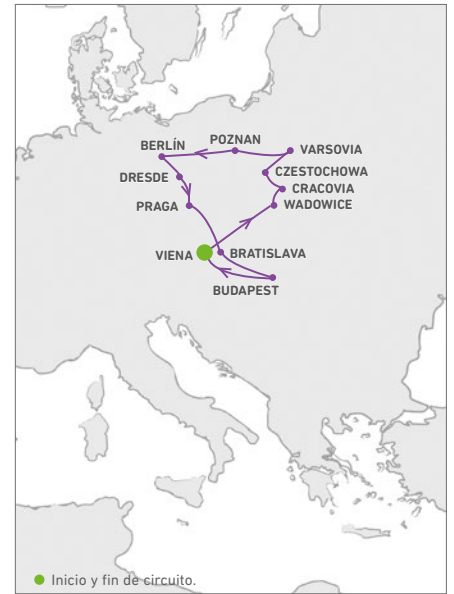 POZNAN
BERLÍN
VARSOVIA
CZESTOCHOWA
DRESDE
CRACOVIA
PRAGA
WADOWICE
VIENA
BRATISLAVA
BUDAPEST
Inicio y fin de circuito.